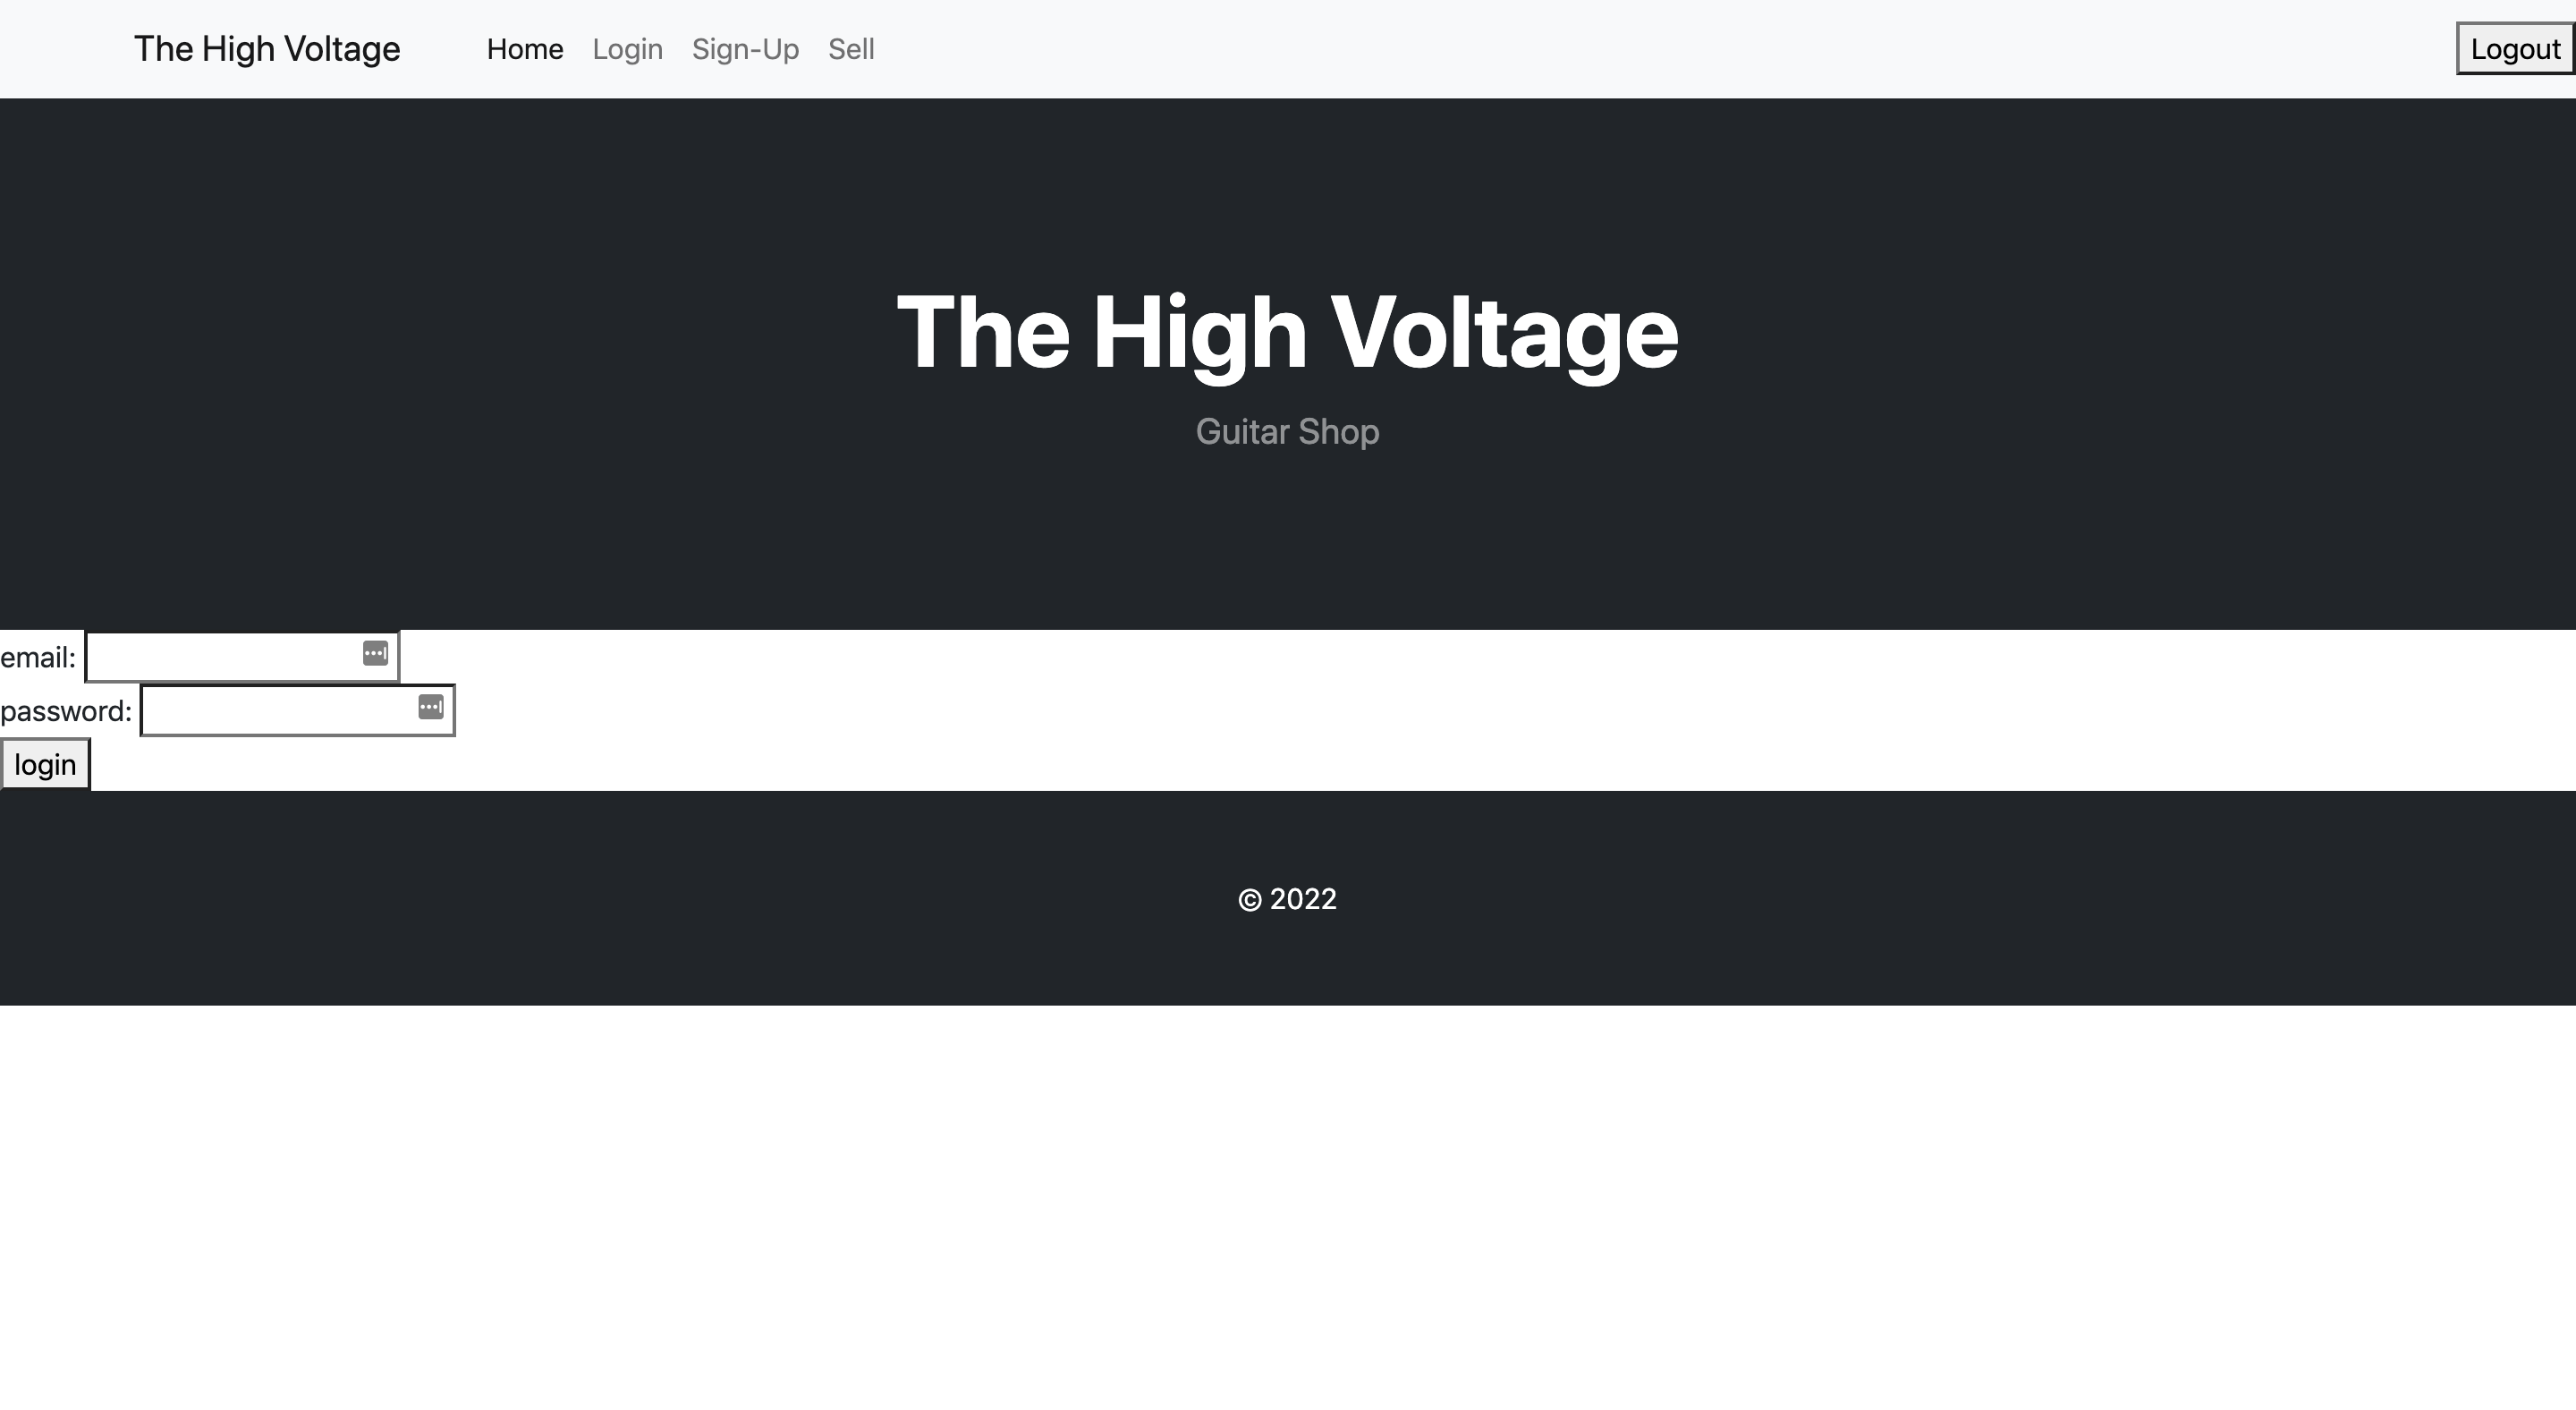 The High Voltage Home Login Sign-Up Sell Logout
The High Voltage
Guitar Shop
email:
password:
login
© 2022